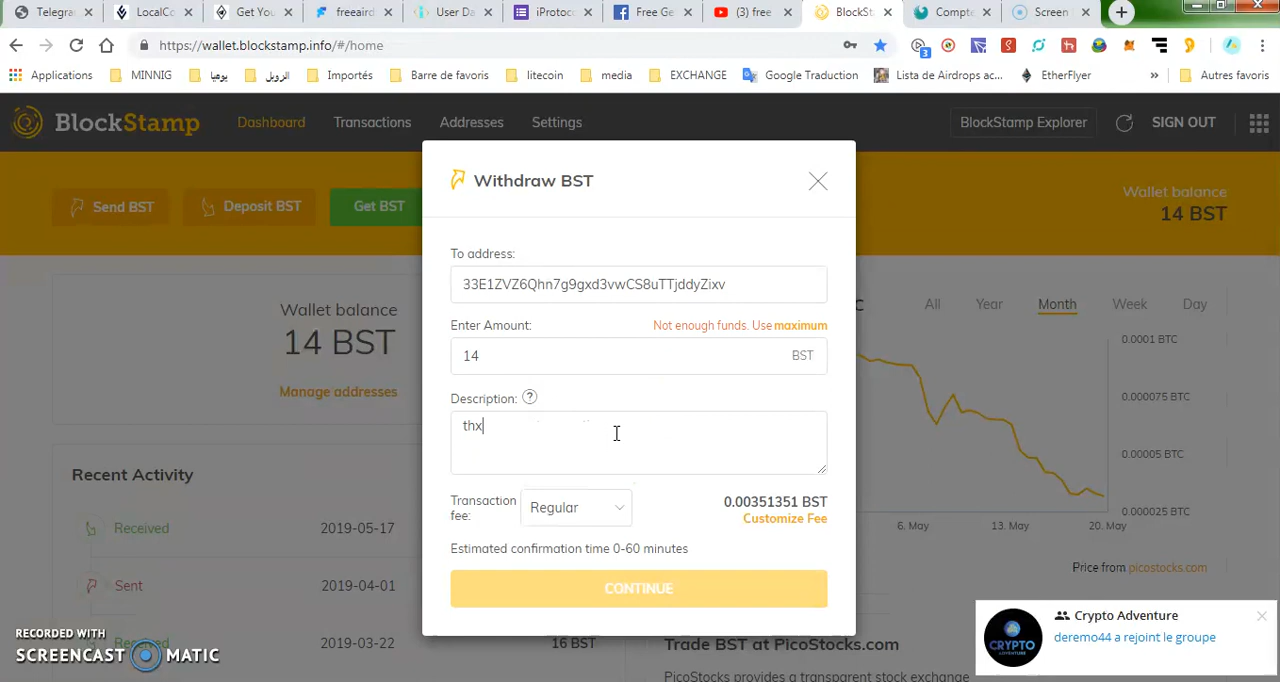 Telegra
LocalCo
Get You
freeaird
User Da
iProtoc
Free Ge
(3) free
BlockSt
Compte
Screen
https://wallet.blockstamp.info/#/home
3
Applications
MINNIG
يوميا
الزوبل
Importés
Barre de favoris
litecoin
media
EXCHANGE
Google Traduction
Lista de Airdrops ac...
EtherFlyer
»
Autres favoris
BlockStamp
Dashboard
Transactions
Addresses
Settings
BlockStamp Explorer
SIGN OUT
Send BST
Deposit BST
Get BST
Wallet balance
14 BST
Withdraw BST
To address:
33E1ZVZ6Qhn7g9gxd3vwCS8uTTjddyZixv
Enter Amount:
Not enough funds. Use maximum
14
BST
Description: ?
thx
Transaction fee:
Regular
0.00351351 BST
Customize Fee
Estimated confirmation time 0-60 minutes
CONTINUE
Wallet balance
14 BST
Manage addresses
Recent Activity
Received
2019-05-17
Sent
2019-04-01
Received
2019-03-22
16 BST
C
All
Year
Month
Week
Day
0.0001 BTC
0.000075 BTC
0.00005 BTC
0.000025 BTC
6. May
13. May
20. May
Price from picostocks.com
Trade BST at PicoStocks.com
PicoStocks provides a transparent stock exchange
Crypto Adventure
deremo44 a rejoint le groupe
CRYPTO
ADVENTURE
RECORDED WITH
SCREENCAST MATIC